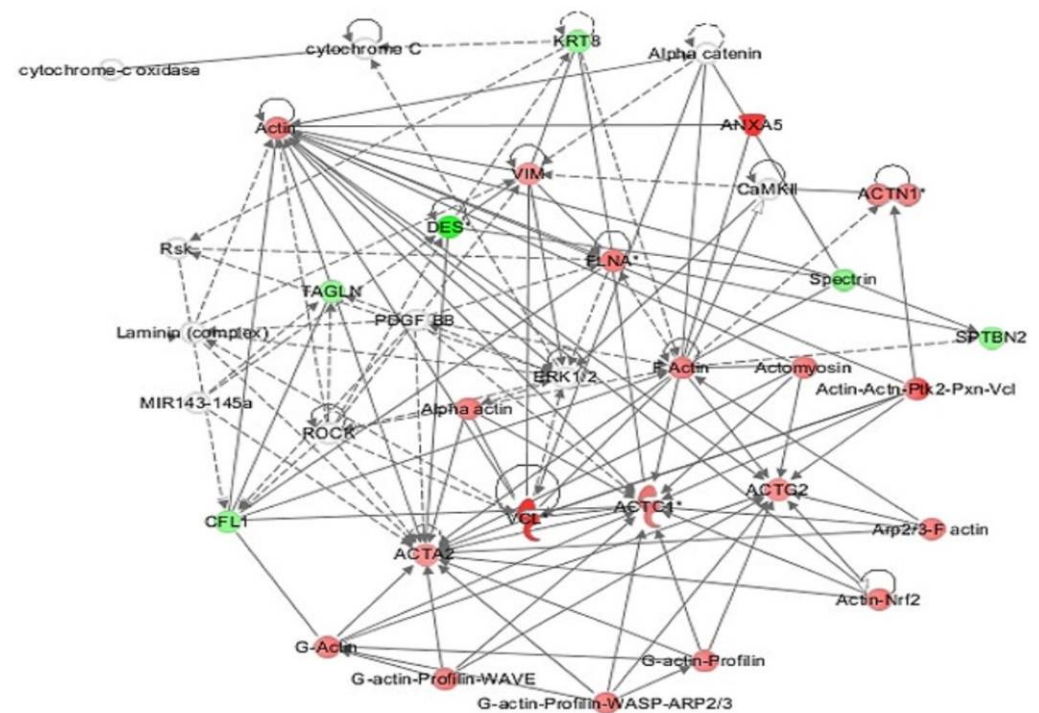 KRT8
cytochrome C
Alpha catenin
cytochrome-c oxidase
Actin
ANXA5
VIM
CaMKII
ACTN1*
DES*
Rsk
FLNA*
Spectrin
TAGLN
PDGF BB
Laminin (complex)
SPTBN2
ERK1/2
F Actin
Actomyosin
Actin-Actn-Ptk2-Pxn-Vcl
MIR143-145a
Alpha actin
ROCK
ACTG2
CFL1
VCL*
ACTC1*
Arp2/3-F actin
ACTA2
Actin-Nrf2
G-Actin
G-actin-Profilin
G-actin-Profilin-WAVE
G-actin-Profilin-WASP-ARP2/3